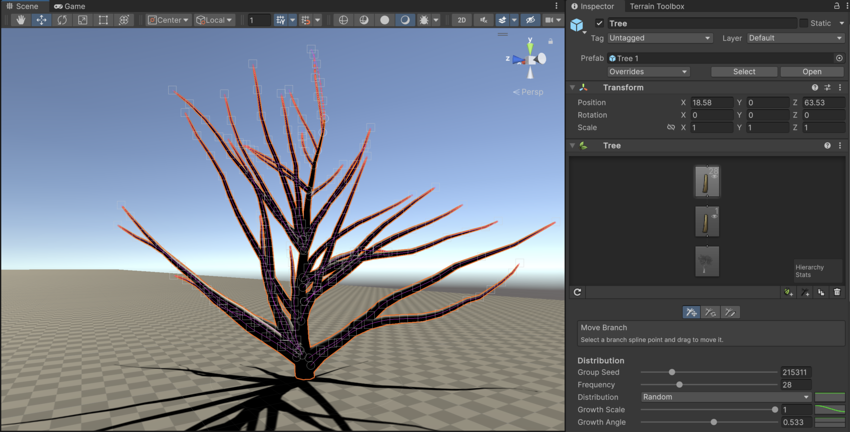 Scene Game
Center Local 1 2D
y
z
Persp
Inspector Terrain Toolbox
Tree Static
Tag Untagged Layer Default
Prefab Tree 1
Overrides Select Open
Transform
Position X 18.58 Y 0 Z 63.53
Rotation X 0 Y 0 Z 0
Scale X 1 Y 1 Z 1
Tree
Hierarchy
Stats
Move Branch
Select a branch spline point and drag to move it.
Distribution
Group Seed 215311
Frequency 28
Distribution Random
Growth Scale 1
Growth Angle 0.533